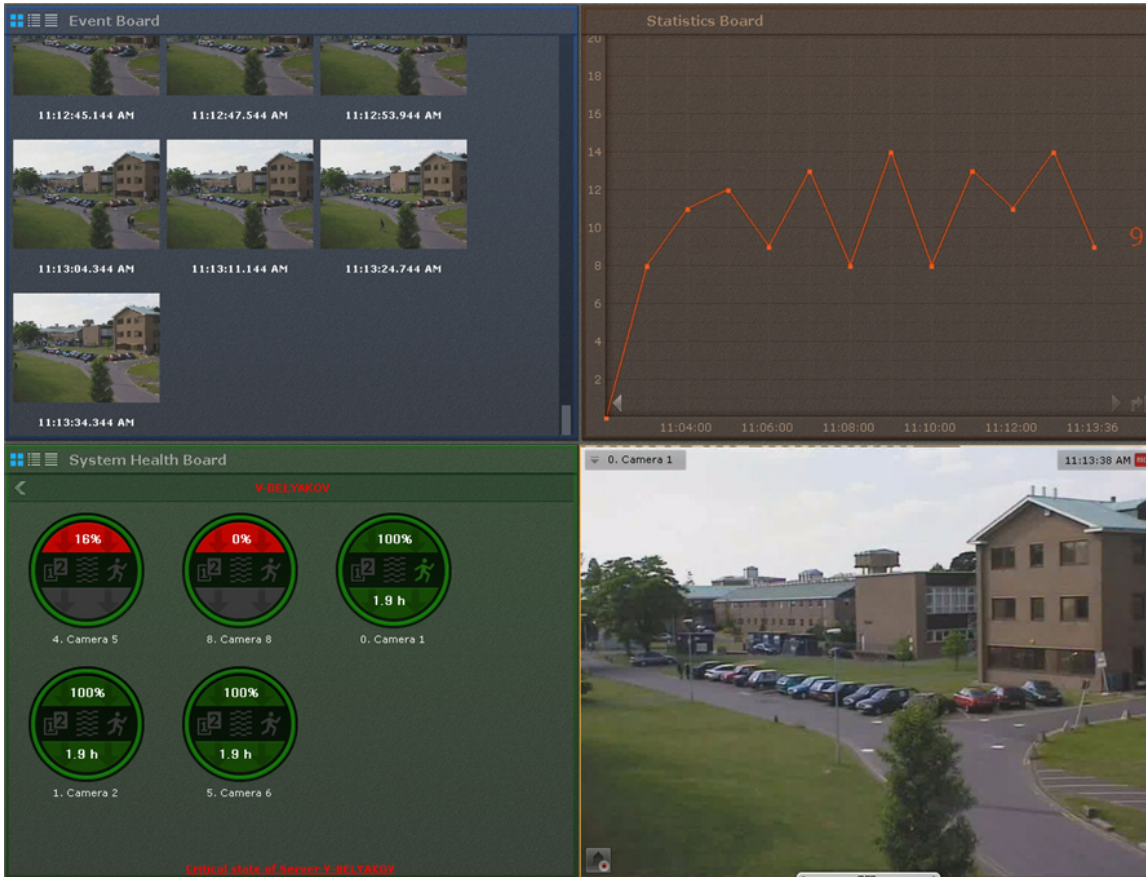 Event Board
11:12:45.144 AM 11:12:47.544 AM 11:12:53.944 AM
11:13:04.344 AM 11:13:11.144 AM 11:13:24.744 AM
11:13:34.344 AM
Statistics Board
20
18
16
14
12
10
8
6
4
2
9
11:04:00 11:06:00 11:08:00 11:10:00 11:12:00 11:13:36
System Health Board
V-BELYAKOV
16% 0% 100%
12 12 12
1.9 h
4. Camera 5 8. Camera 8 0. Camera 1
100% 100%
12 12
1.9 h 1.9 h
1. Camera 2 5. Camera 6
Critical state of Server V-BELYAKOV
0. Camera 1 11:13:38 AM